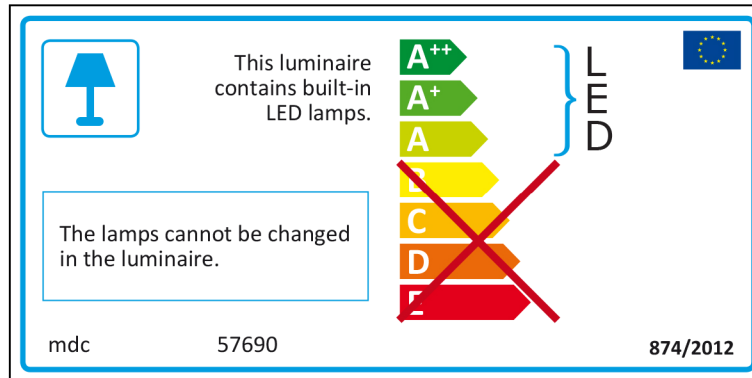 This luminaire
contains built-in
LED lamps.
A++
A+
A
B
C
D
E
L
E
D
The lamps cannot be changed
in the luminaire.
mdc 57690
874/2012